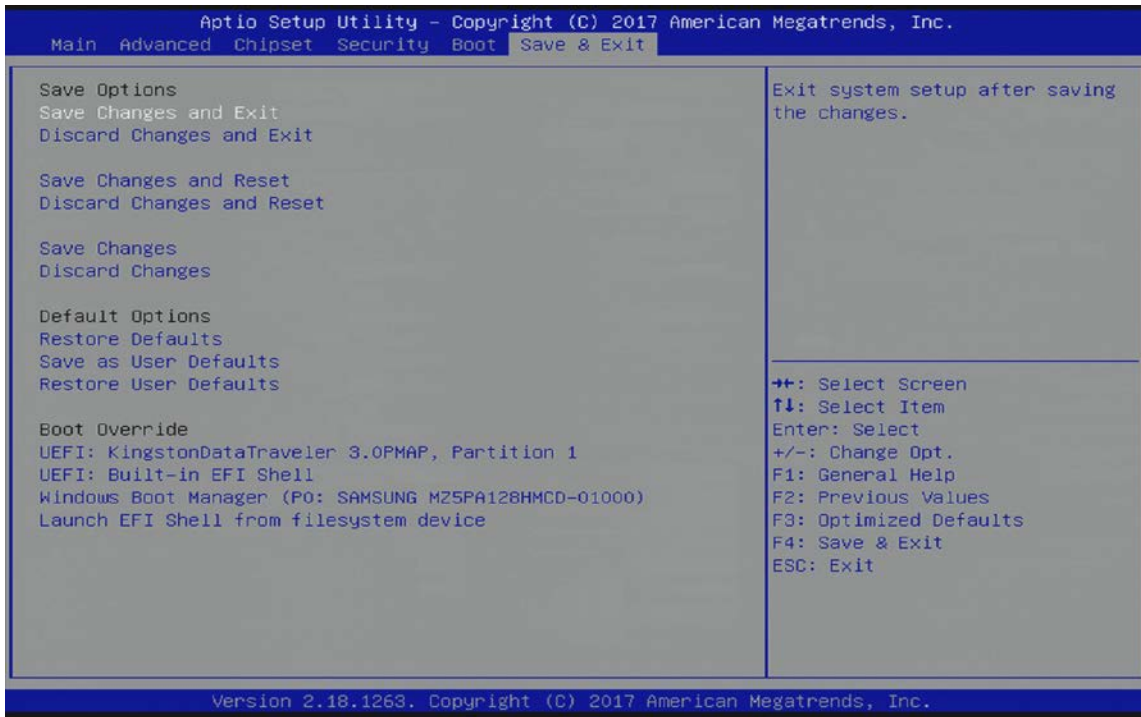 Aptio Setup Utility – Copyright (C) 2017 American Megatrends, Inc.
Main Advanced Chipset Security Boot Save & Exit
Save Options
Save Changes and Exit
Discard Changes and Exit
Save Changes and Reset
Discard Changes and Reset
Save Changes
Discard Changes
Default Options
Restore Defaults
Save as User Defaults
Restore User Defaults
Boot Override
UEFI: KingstonDataTraveler 3.0PMAP, Partition 1
UEFI: Built-in EFI Shell
Windows Boot Manager (P0: SAMSUNG MZ5PA128HMCD-01000)
Launch EFI Shell from filesystem device
Exit system setup after saving
the changes.
→←: Select Screen
↑↓: Select Item
Enter: Select
+/-: Change Opt.
F1: General Help
F2: Previous Values
F3: Optimized Defaults
F4: Save & Exit
ESC: Exit
Version 2.18.1263. Copyright (C) 2017 American Megatrends, Inc.